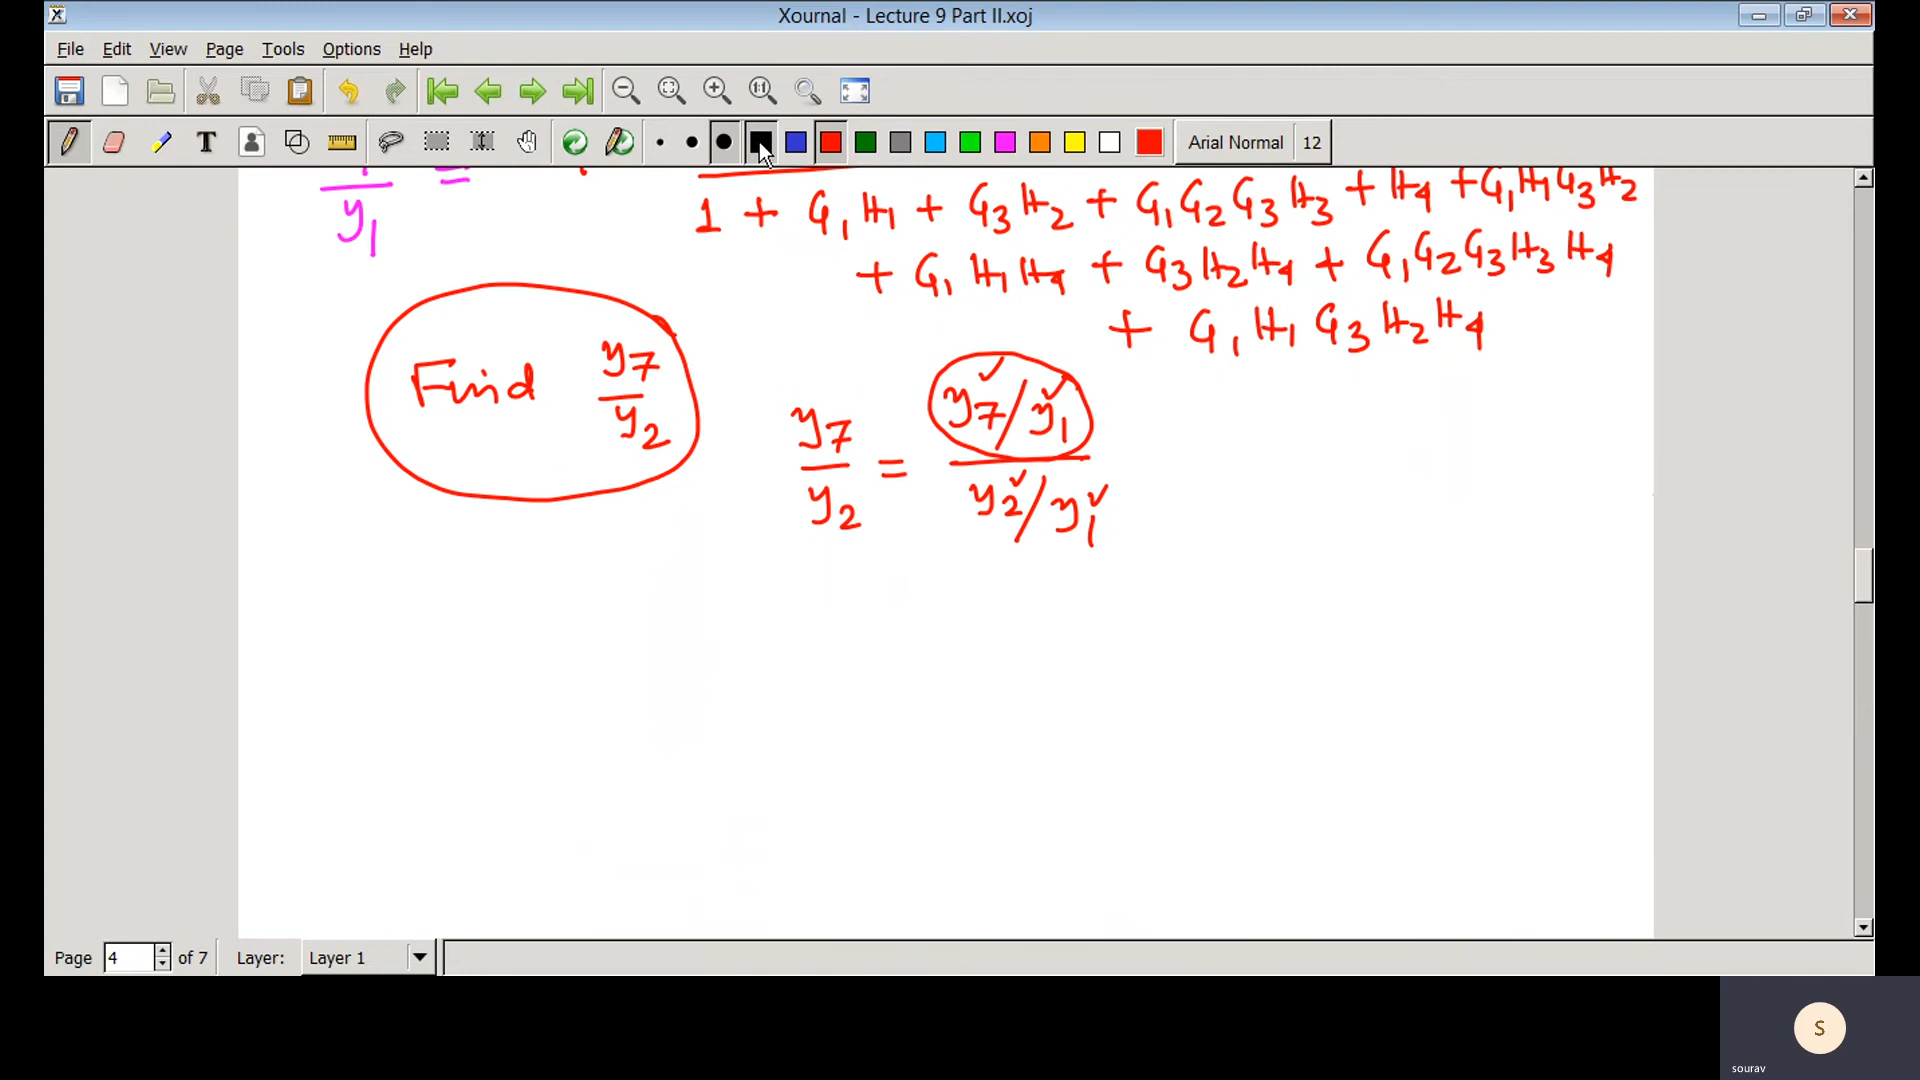 Xournal - Lecture 9 Part II.xoj
File Edit View Page Tools Options Help
Arial Normal 12
y1 =
1 + G1H1 + G3H2 + G1G2G3H3 + H4 + G1H1G3H2
+ G1H1H4 + G3H2H4 + G1G2G3H3H4
+ G1H1G3H2H4
Find y7/y2
y7/y2 = (y7/y1)/(y2/y1)
Page 4 of 7 Layer: Layer 1
S
sourav